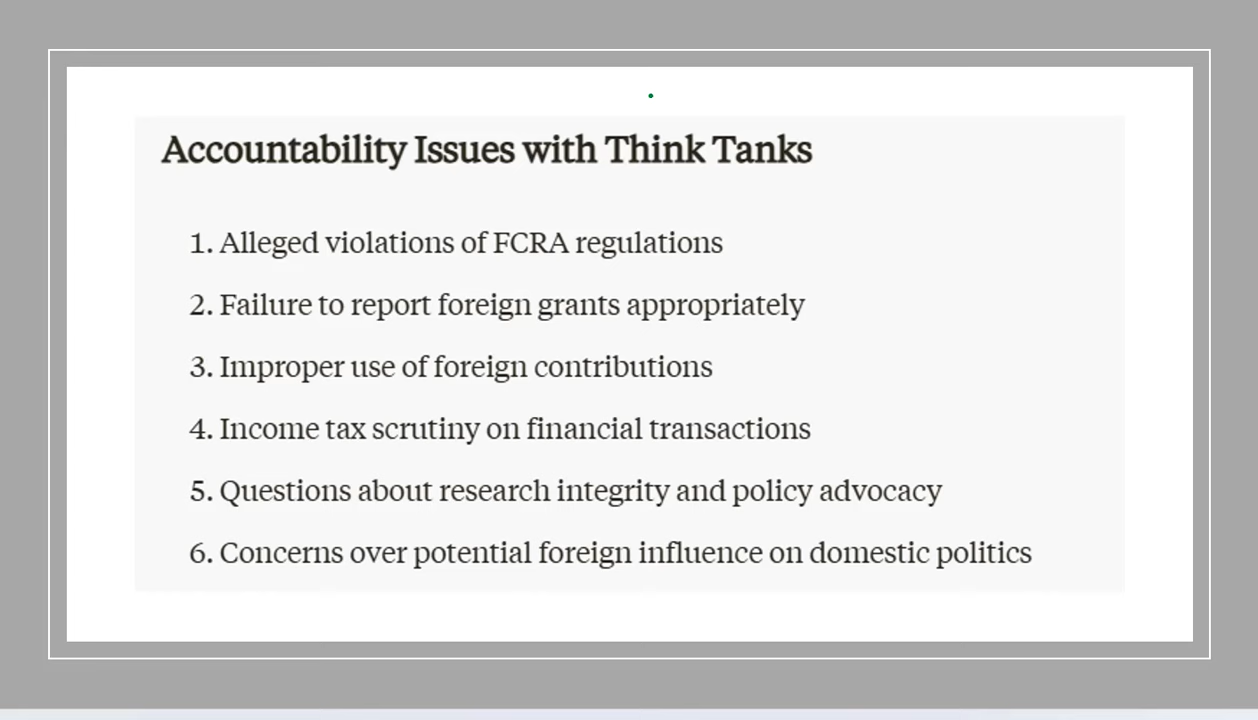 Accountability Issues with Think Tanks
1. Alleged violations of FCRA regulations
2. Failure to report foreign grants appropriately
3. Improper use of foreign contributions
4. Income tax scrutiny on financial transactions
5. Questions about research integrity and policy advocacy
6. Concerns over potential foreign influence on domestic politics